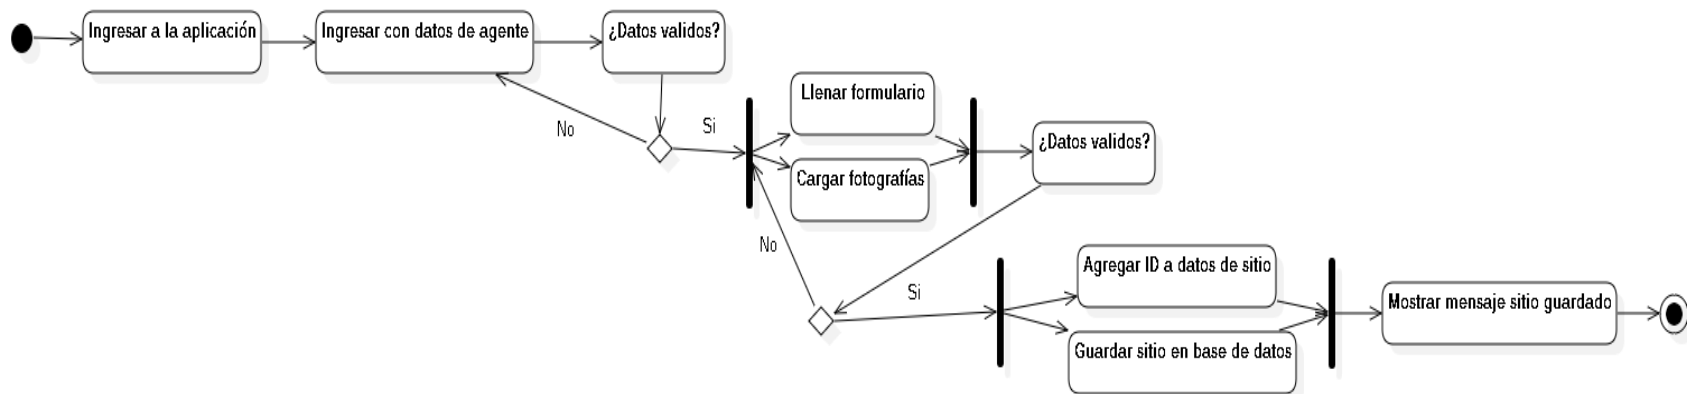 Ingresar a la aplicación
Ingresar con datos de agente
¿Datos validos?
No
Si
Llenar formulario
Cargar fotografías
¿Datos validos?
No
Si
Agregar ID a datos de sitio
Guardar sitio en base de datos
Mostrar mensaje sitio guardado